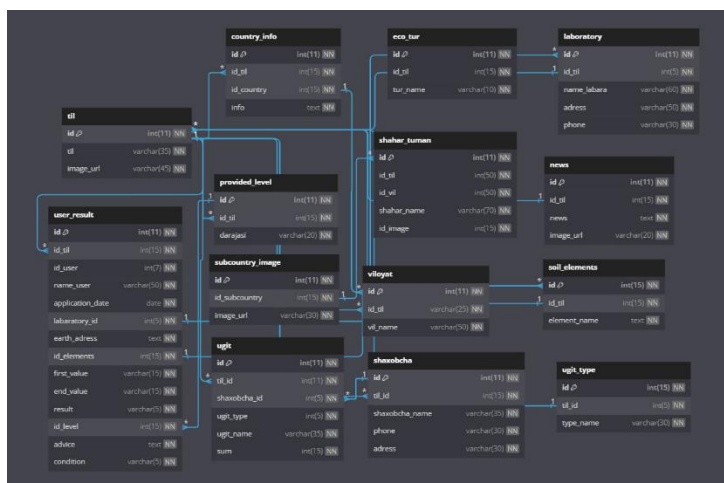 country_info
id int(11) NN
id_til int(15) NN
id_country int(15) NN
info text NN
eco_tur
id int(11) NN
id_til int(15) NN
tur_name varchar(10) NN
laboratory
id int(11) NN
id_til int(5) NN
name_labara varchar(60) NN
adress varchar(50) NN
phone varchar(30) NN
til
id int(11) NN
til varchar(35) NN
image_url varchar(45) NN
shahar_tuman
id int(11) NN
id_til int(50) NN
id_vil int(50) NN
shahar_name varchar(70) NN
id_image int(15) NN
news
id int(11) NN
id_til int(15) NN
news text NN
image_url varchar(20) NN
provided_level
id int(11) NN
id_til int(15) NN
darajasi varchar(20) NN
user_result
id int(11) NN
id_til int(15) NN
id_user int(7) NN
name_user varchar(50) NN
application_date date NN
labaratory_id int(5) NN
earth_adress text NN
id_elements int(15) NN
first_value varchar(15) NN
end_value varchar(15) NN
result varchar(5) NN
id_level int(15) NN
advice text NN
condition varchar(5) NN
subcountry_image
id int(11) NN
id_subcountry int(15) NN
image_url varchar(30) NN
viloyat
id int(11) NN
id_til varchar(25) NN
vil_name varchar(50) NN
soil_elements
id int(15) NN
id_til int(15) NN
element_name text NN
ugit
id int(11) NN
til_id int(11) NN
shaxobcha_id int(5) NN
ugit_type int(5) NN
ugit_name varchar(35) NN
sum int(15) NN
shaxobcha
id int(11) NN
til_id int(15) NN
shaxobcha_name varchar(35) NN
phone varchar(30) NN
adress varchar(30) NN
ugit_type
id int(15) NN
til_id int(5) NN
type_name varchar(30) NN